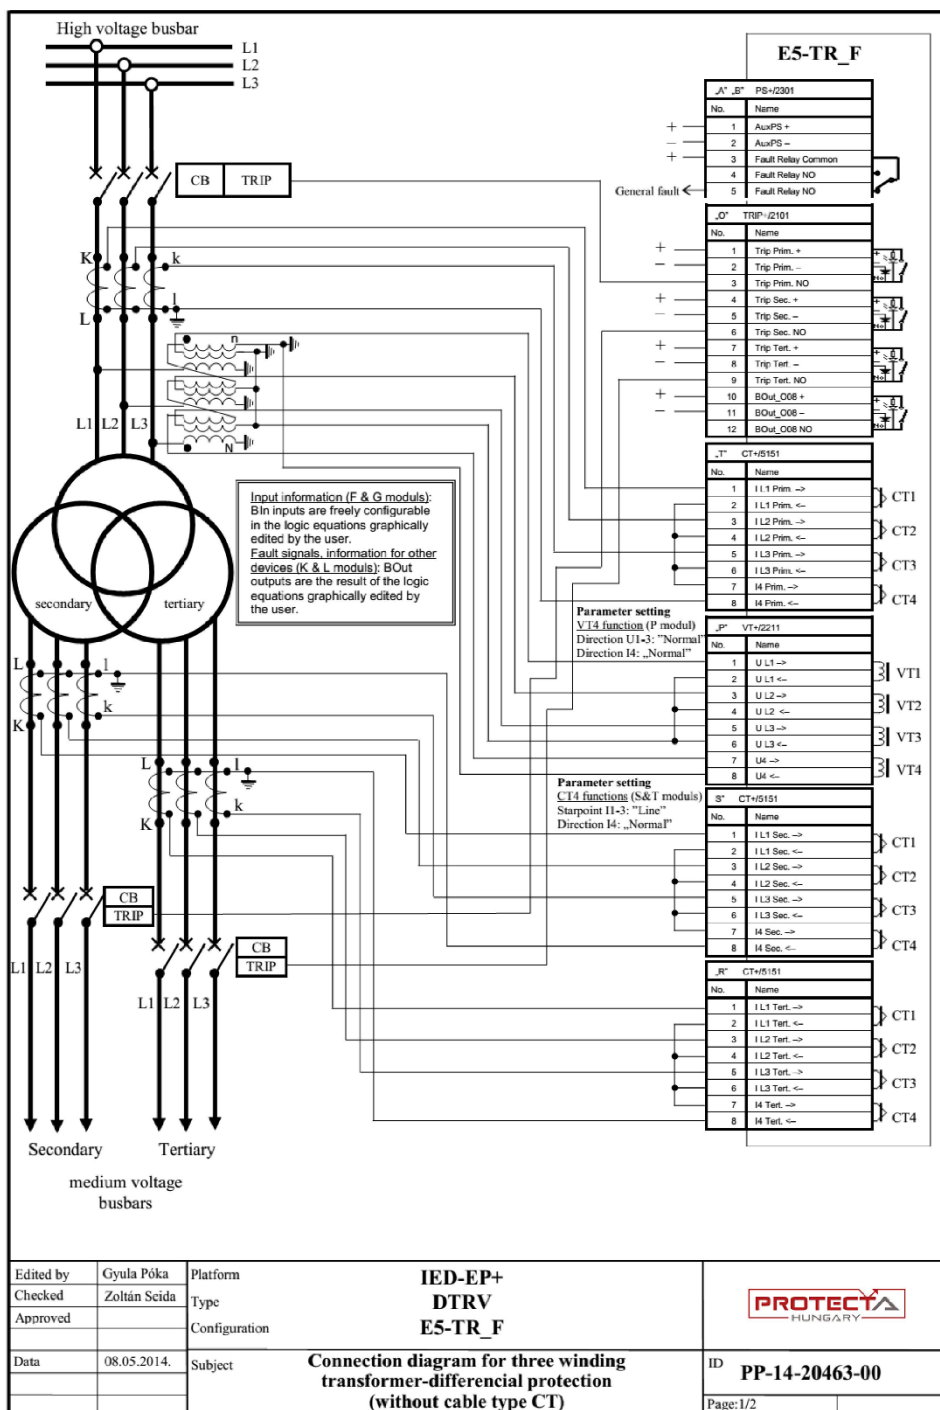 High voltage busbar
L1
L2
L3
E5-TR_F
„A" „B" PS+/2301
No. Name
+ 1 AuxPS +
– 2 AuxPS –
+ 3 Fault Relay Common
4 Fault Relay NO
General fault 5 Fault Relay NO
CB TRIP
„O" TRIP+/2101
No. Name
+ 1 Trip Prim. +
– 2 Trip Prim. –
3 Trip Prim. NO
+ 4 Trip Sec. +
– 5 Trip Sec. –
6 Trip Sec. NO
+ 7 Trip Tert. +
– 8 Trip Tert. –
9 Trip Tert. NO
+ 10 BOut_O08 +
– 11 BOut_O08 –
12 BOut_O08 NO
K k
L l
n
N
L1 L2 L3
„T" CT+/5151
No. Name
1 I L1 Prim. –>
2 I L1 Prim. <–
3 I L2 Prim. –>
4 I L2 Prim. <–
5 I L3 Prim. –>
6 I L3 Prim. <–
7 I4 Prim. –>
8 I4 Prim. <–
CT1
CT2
CT3
CT4
Input information (F & G moduls):
BIn inputs are freely configurable
in the logic equations graphically
edited by the user.
Fault signals, information for other
devices (K & L moduls): BOut
outputs are the result of the logic
equations graphically edited by
the user.
secondary tertiary
Parameter setting
VT4 function (P modul)
Direction U1-3: "Normal"
Direction I4: „Normal"
„P" VT+/2211
No. Name
1 U L1 –>
2 U L1 <–
3 U L2 –>
4 U L2 <–
5 U L3 –>
6 U L3 <–
7 U4 –>
8 U4 <–
VT1
VT2
VT3
VT4
L l
K k
L l
K k
Parameter setting
CT4 functions (S&T moduls)
Starpoint I1-3: "Line"
Direction I4: „Normal"
S" CT+/5151
No. Name
1 I L1 Sec. –>
2 I L1 Sec. <–
3 I L2 Sec. –>
4 I L2 Sec. <–
5 I L3 Sec. –>
6 I L3 Sec. <–
7 I4 Sec. –>
8 I4 Sec. <–
CT1
CT2
CT3
CT4
CB
TRIP
L1 L2 L3
CB
TRIP
L1 L2 L3
„R" CT+/5151
No. Name
1 I L1 Tert. –>
2 I L1 Tert. <–
3 I L2 Tert. –>
4 I L2 Tert. <–
5 I L3 Tert. –>
6 I L3 Tert. <–
7 I4 Tert. –>
8 I4 Tert. <–
CT1
CT2
CT3
CT4
Secondary Tertiary
medium voltage
busbars
Edited by Gyula Póka
Checked Zoltán Seida
Approved
Data 08.05.2014.
Platform IED-EP+
Type DTRV
Configuration E5-TR_F
Subject Connection diagram for three winding
transformer-differencial protection
(without cable type CT)
PROTECTA
HUNGARY
ID PP-14-20463-00
Page:1/2